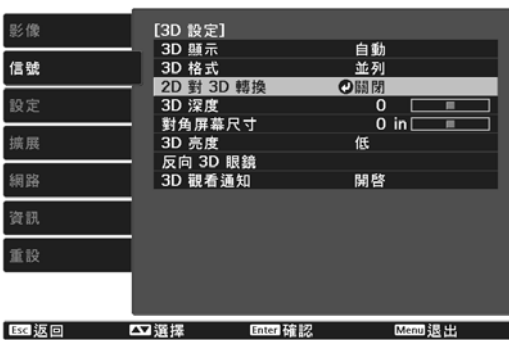 影像
信號
設定
擴展
網路
資訊
重設
[3D 設定]
3D 顯示 自動
3D 格式 並列
2D 對 3D 轉換 關閉
3D 深度 0
對角屏幕尺寸 0 in
3D 亮度 低
反向 3D 眼鏡
3D 觀看通知 開啓
Esc 返回 選擇 Enter 確認 Menu 退出